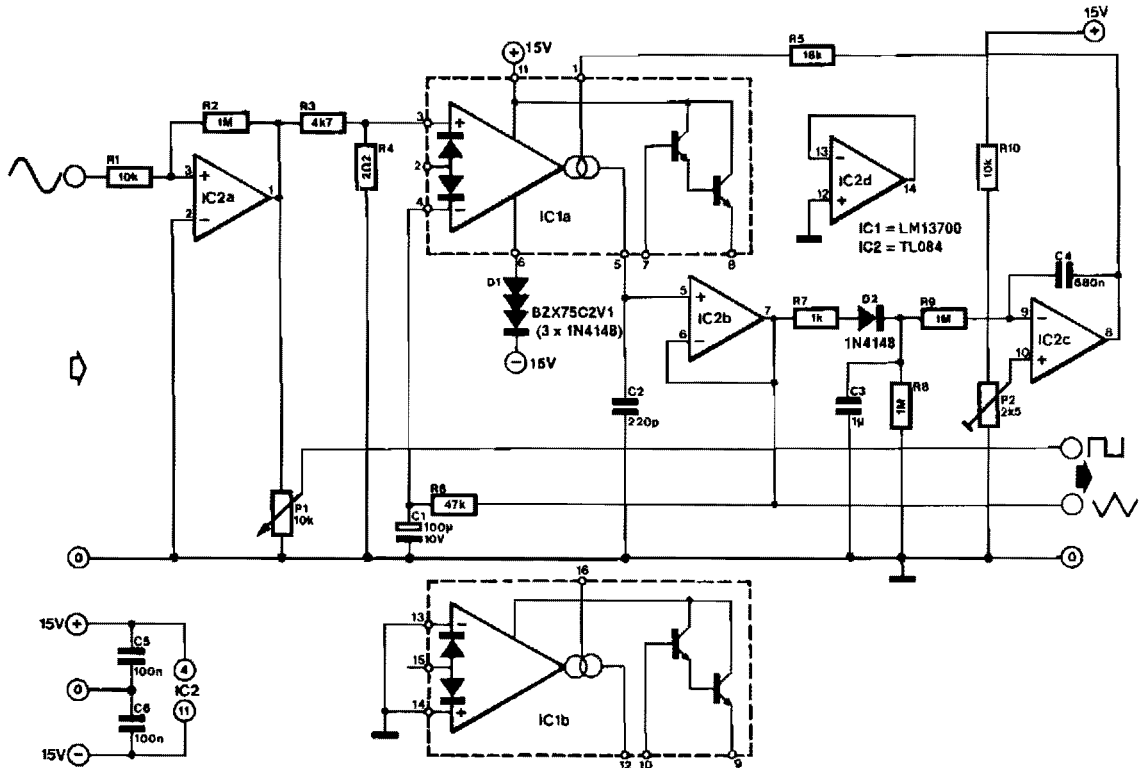 15V
15V
R5
18k
R2
1M
R3
4k7
11
1
3
R1
10k
3
1
2
IC2a
R4
2Ω2
2
4
IC1a
6
5
7
8
13
12
14
IC2d
R10
10k
IC1 = LM13700
IC2 = TL084
D1
BZX75C2V1
(3 x 1N4148)
15V
5
6
7
IC2b
R7
1k
D2
1N4148
R9
1M
C4
680n
9
10
8
IC2c
C2
220p
C3
1µ
R8
1M
P2
2k5
P1
10k
R6
47k
C1
100µ
10V
0
0
16
13
15
14
IC1b
12
10
9
15V
C5
100n
0
C6
100n
15V
4
IC2
11